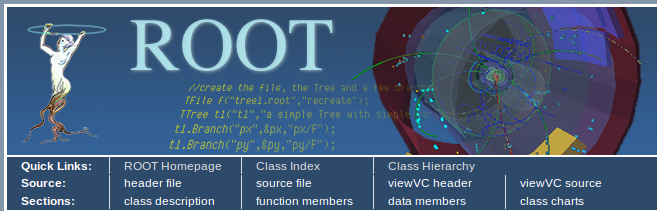 ROOT
//create the file, the Tree and a few bra
TFile f("tree1.root","recreate");
TTree t1("t1","a simple Tree with simple
t1.Branch("px",&px,"px/F");
t1.Branch("py",&py,"py/F");
Quick Links: ROOT Homepage Class Index Class Hierarchy
Source: header file source file viewVC header viewVC source
Sections: class description function members data members class charts